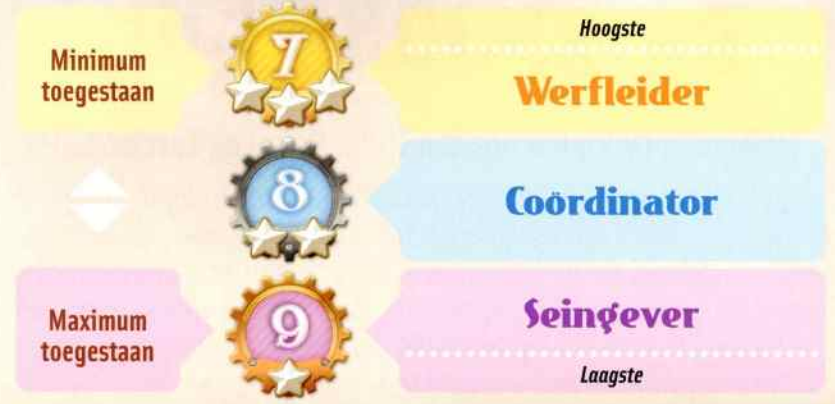 Minimum
toegestaan
7
Hoogste
Werfleider
8
Coördinator
Maximum
toegestaan
9
Seingever
Laagste